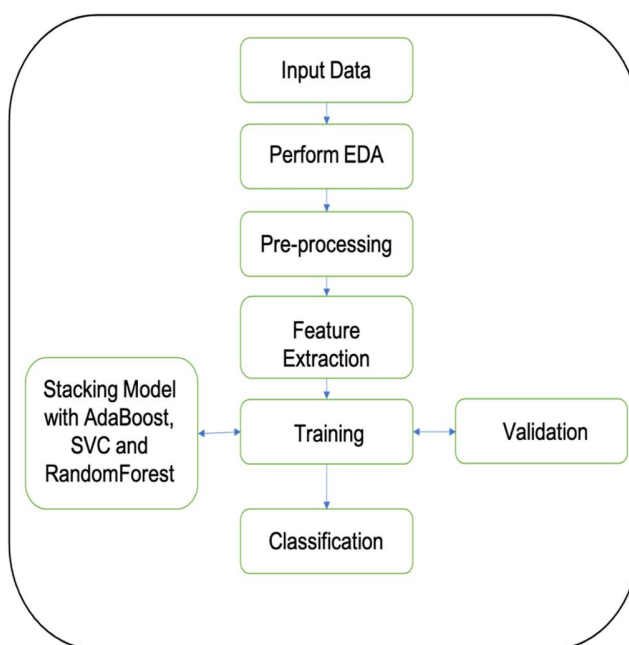 Input Data
Perform EDA
Pre-processing
Feature
Extraction
Stacking Model
with AdaBoost,
SVC and
RandomForest
Training
Validation
Classification